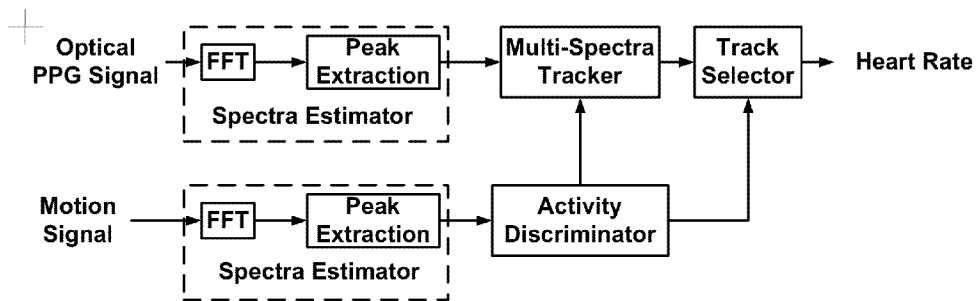 Optical
PPG Signal
FFT
Peak
Extraction
Spectra Estimator
Multi-Spectra
Tracker
Track
Selector
Heart Rate
Motion
Signal
FFT
Peak
Extraction
Spectra Estimator
Activity
Discriminator